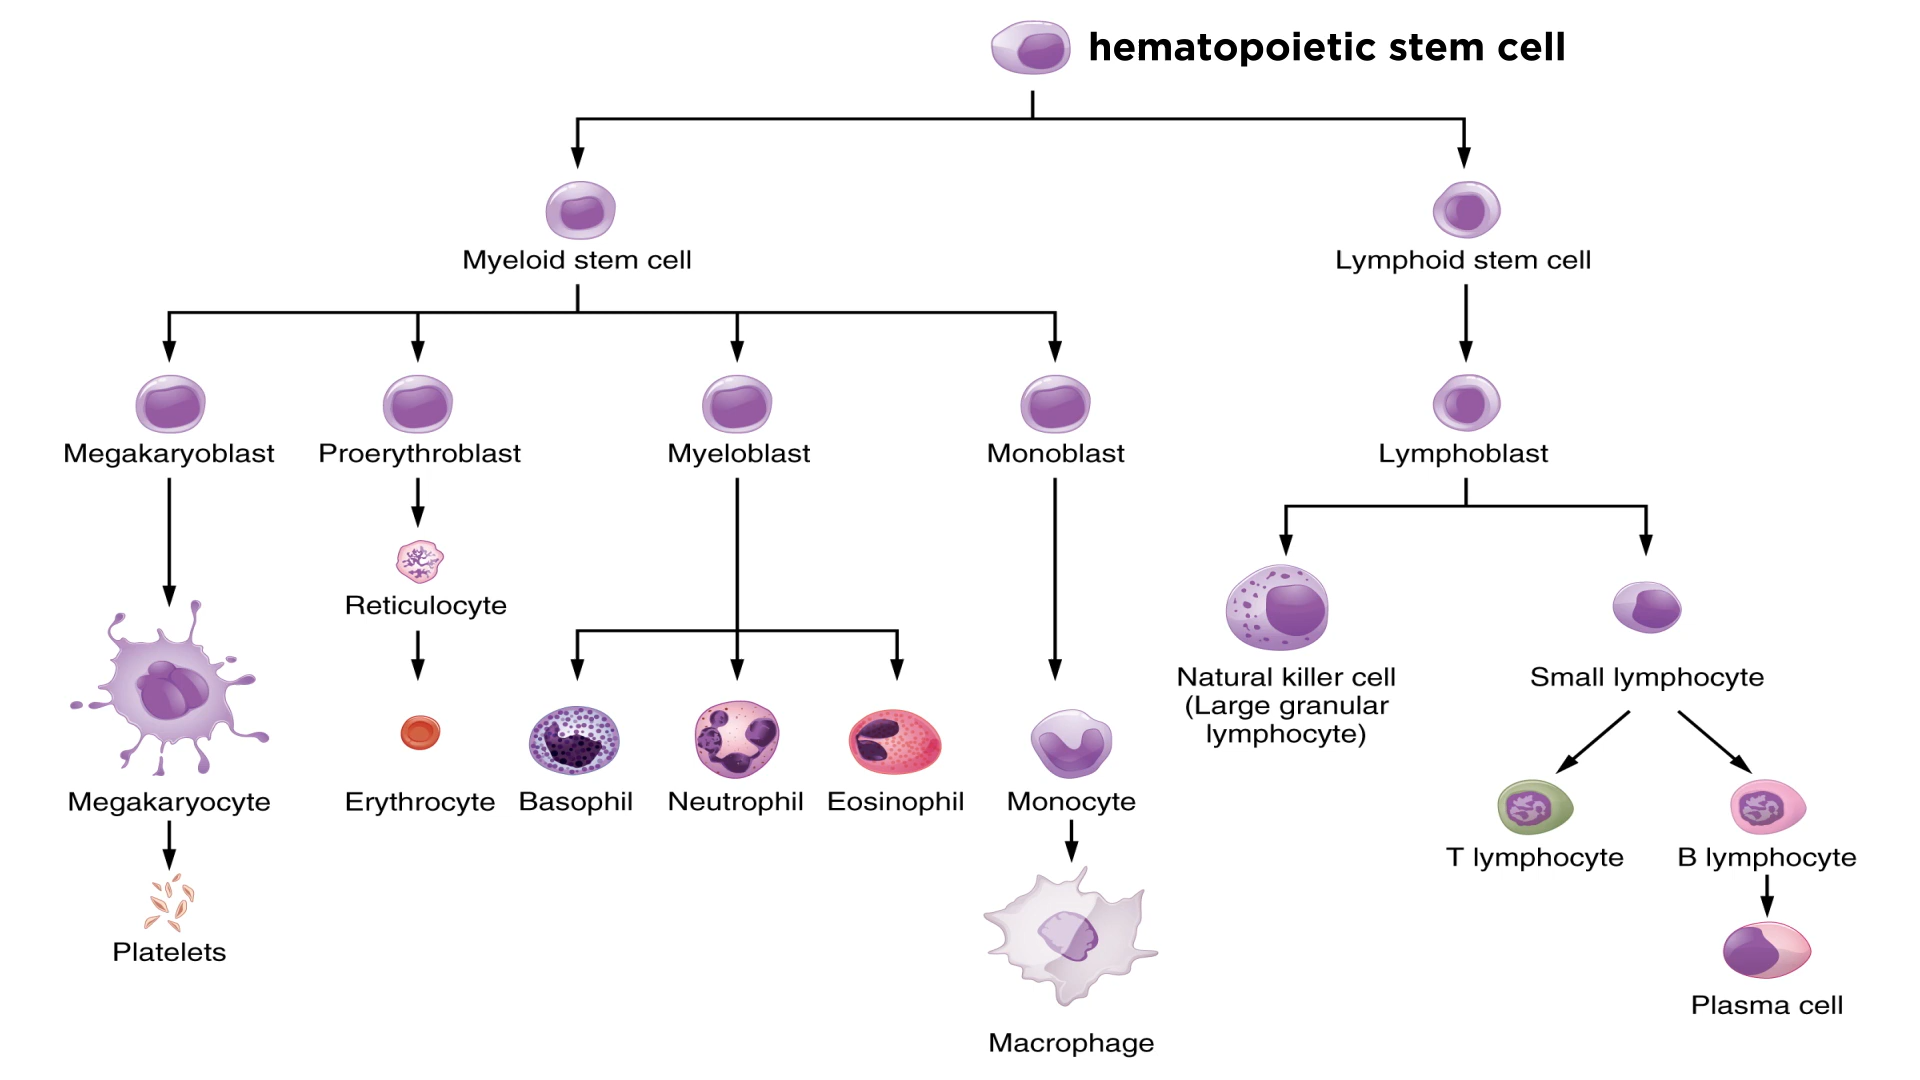 hematopoietic stem cell
Myeloid stem cell
Lymphoid stem cell
Megakaryoblast
Proerythroblast
Myeloblast
Monoblast
Lymphoblast
Reticulocyte
Natural killer cell
(Large granular
lymphocyte)
Small lymphocyte
Megakaryocyte
Erythrocyte
Basophil
Neutrophil
Eosinophil
Monocyte
T lymphocyte
B lymphocyte
Platelets
Plasma cell
Macrophage